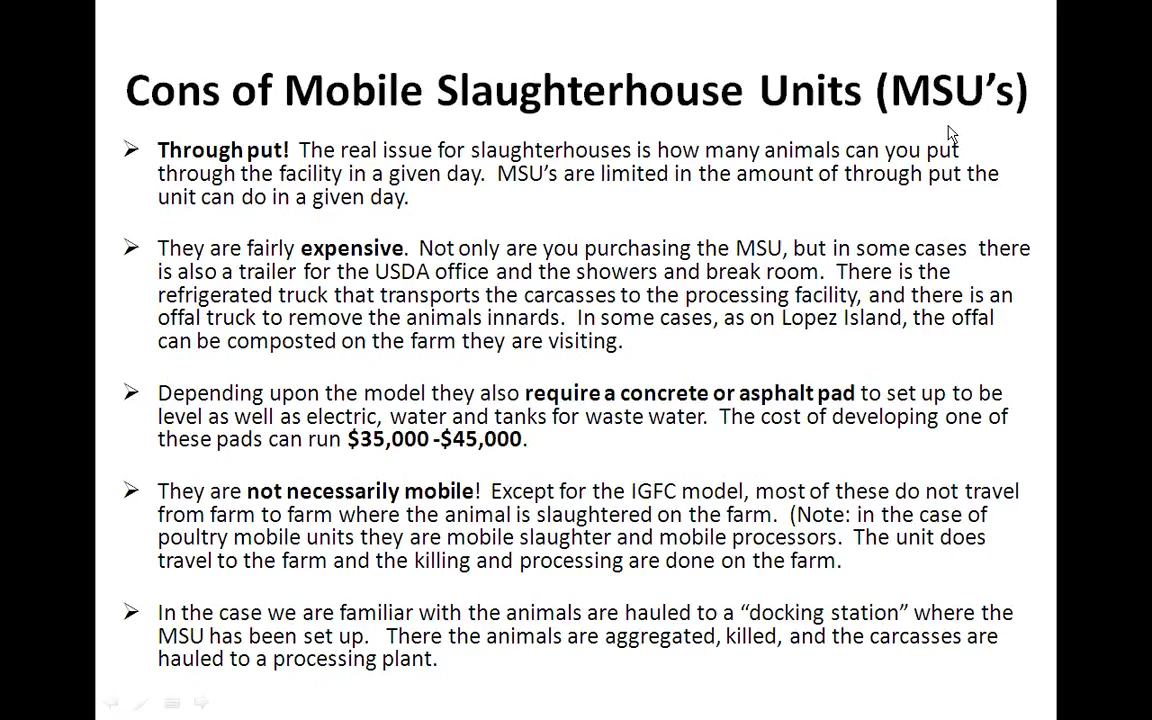 Cons of Mobile Slaughterhouse Units (MSU’s)
➢ Through put! The real issue for slaughterhouses is how many animals can you put
through the facility in a given day. MSU’s are limited in the amount of through put the
unit can do in a given day.
➢ They are fairly expensive. Not only are you purchasing the MSU, but in some cases there
is also a trailer for the USDA office and the showers and break room. There is the
refrigerated truck that transports the carcasses to the processing facility, and there is an
offal truck to remove the animals innards. In some cases, as on Lopez Island, the offal
can be composted on the farm they are visiting.
➢ Depending upon the model they also require a concrete or asphalt pad to set up to be
level as well as electric, water and tanks for waste water. The cost of developing one of
these pads can run $35,000 -$45,000.
➢ They are not necessarily mobile! Except for the IGFC model, most of these do not travel
from farm to farm where the animal is slaughtered on the farm. (Note: in the case of
poultry mobile units they are mobile slaughter and mobile processors. The unit does
travel to the farm and the killing and processing are done on the farm.
➢ In the case we are familiar with the animals are hauled to a “docking station” where the
MSU has been set up. There the animals are aggregated, killed, and the carcasses are
hauled to a processing plant.